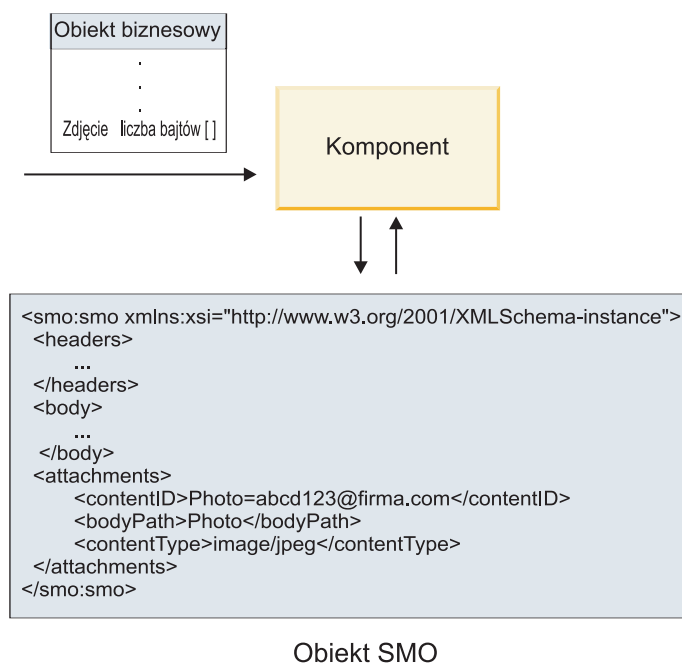 Obiekt biznesowy
.
.
.
Zdjęcie liczba bajtów [ ]
Komponent
<smo:smo xmlns:xsi="http://www.w3.org/2001/XMLSchema-instance">
<headers>
...
</headers>
<body>
...
</body>
<attachments>
<contentID>Photo=abcd123@firma.com</contentID>
<bodyPath>Photo</bodyPath>
<contentType>image/jpeg</contentType>
</attachments>
</smo:smo>
Obiekt SMO